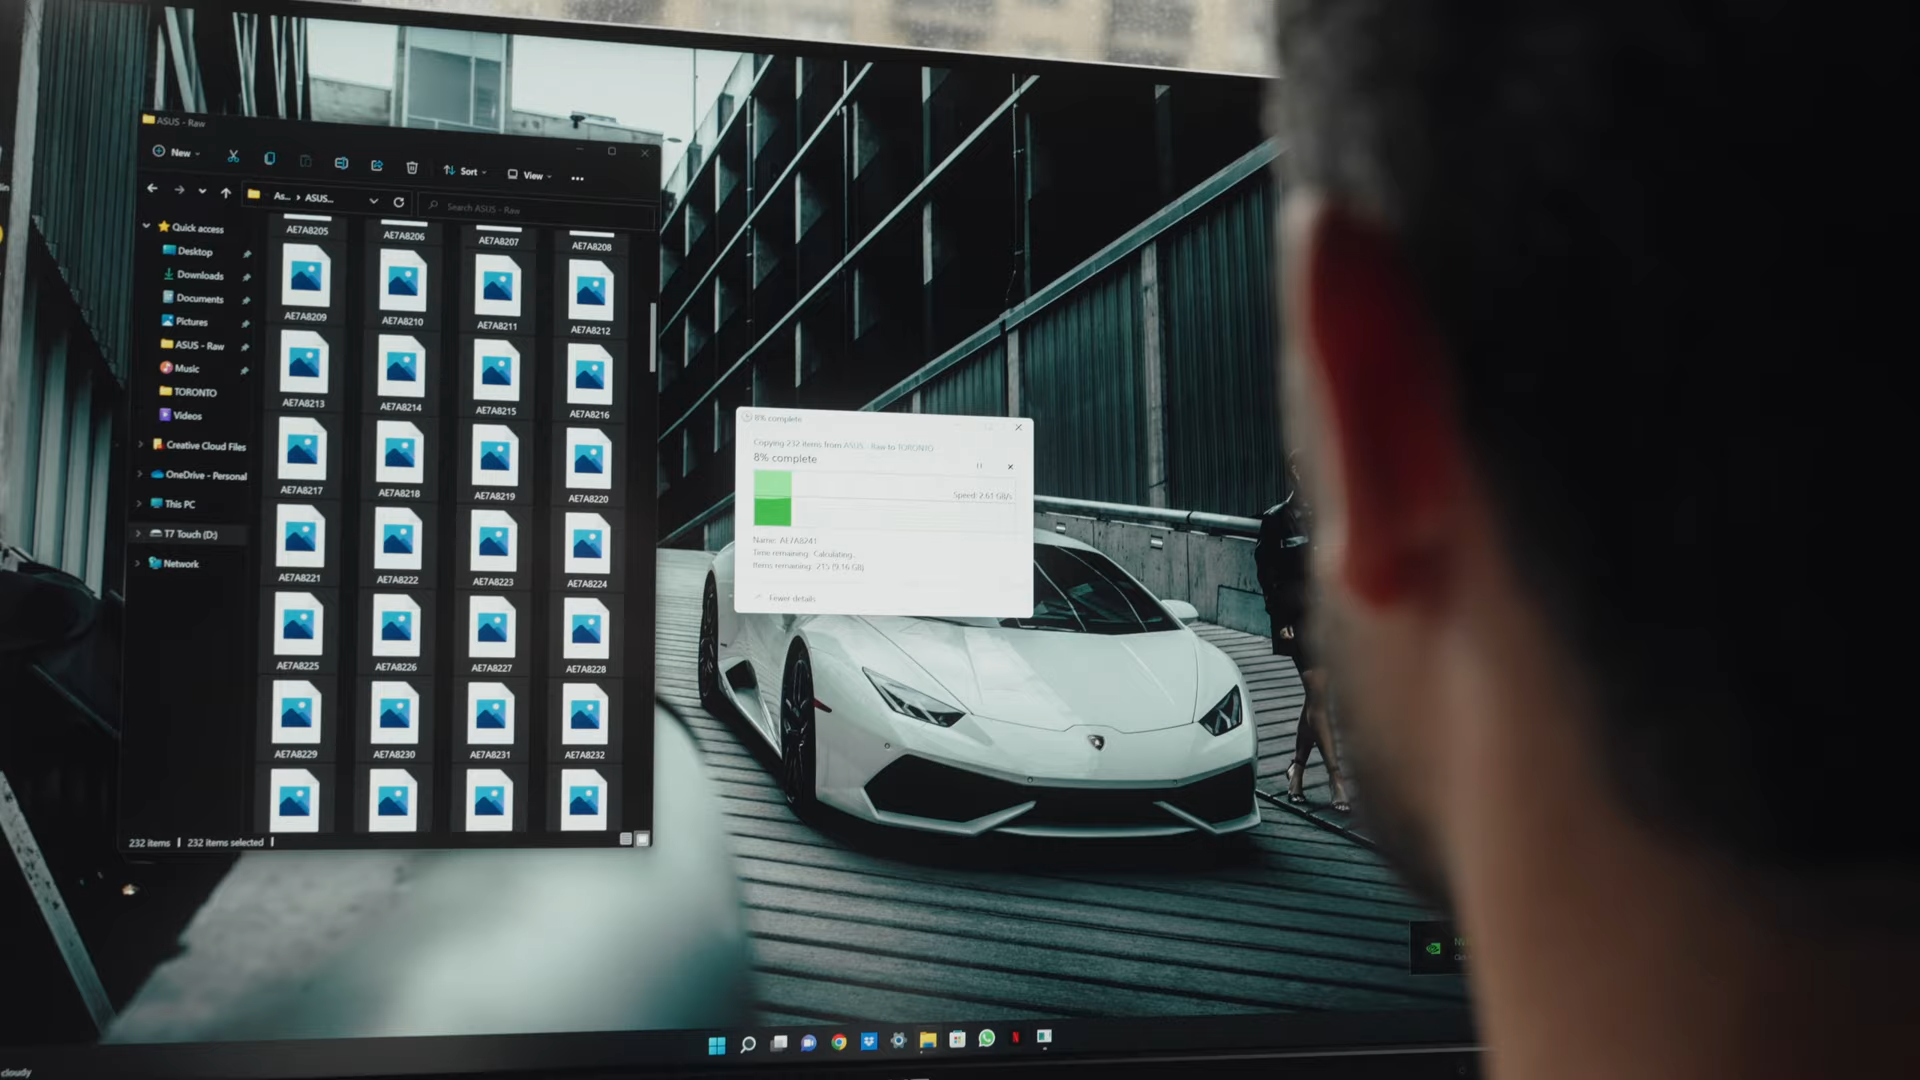 ASUS - Raw
New
Sort
View
As... > ASUS...
Search ASUS - Raw
Quick access
Desktop
Downloads
Documents
Pictures
ASUS - Raw
Music
TORONTO
Videos
Creative Cloud Files
OneDrive - Personal
This PC
T7 Touch (D:)
Network
AE7A8205
AE7A8206
AE7A8207
AE7A8208
AE7A8209
AE7A8210
AE7A8211
AE7A8212
AE7A8213
AE7A8214
AE7A8215
AE7A8216
AE7A8217
AE7A8218
AE7A8219
AE7A8220
AE7A8221
AE7A8222
AE7A8223
AE7A8224
AE7A8225
AE7A8226
AE7A8227
AE7A8228
AE7A8229
AE7A8230
AE7A8231
AE7A8232
232 items
232 items selected
8% complete
Copying 232 items from ASUS - Raw to TORONTO
8% complete
Speed: 2.61 GB/s
Name: AE7A8241
Time remaining: Calculating...
Items remaining: 215 (9.16 GB)
Fewer details
cloudy